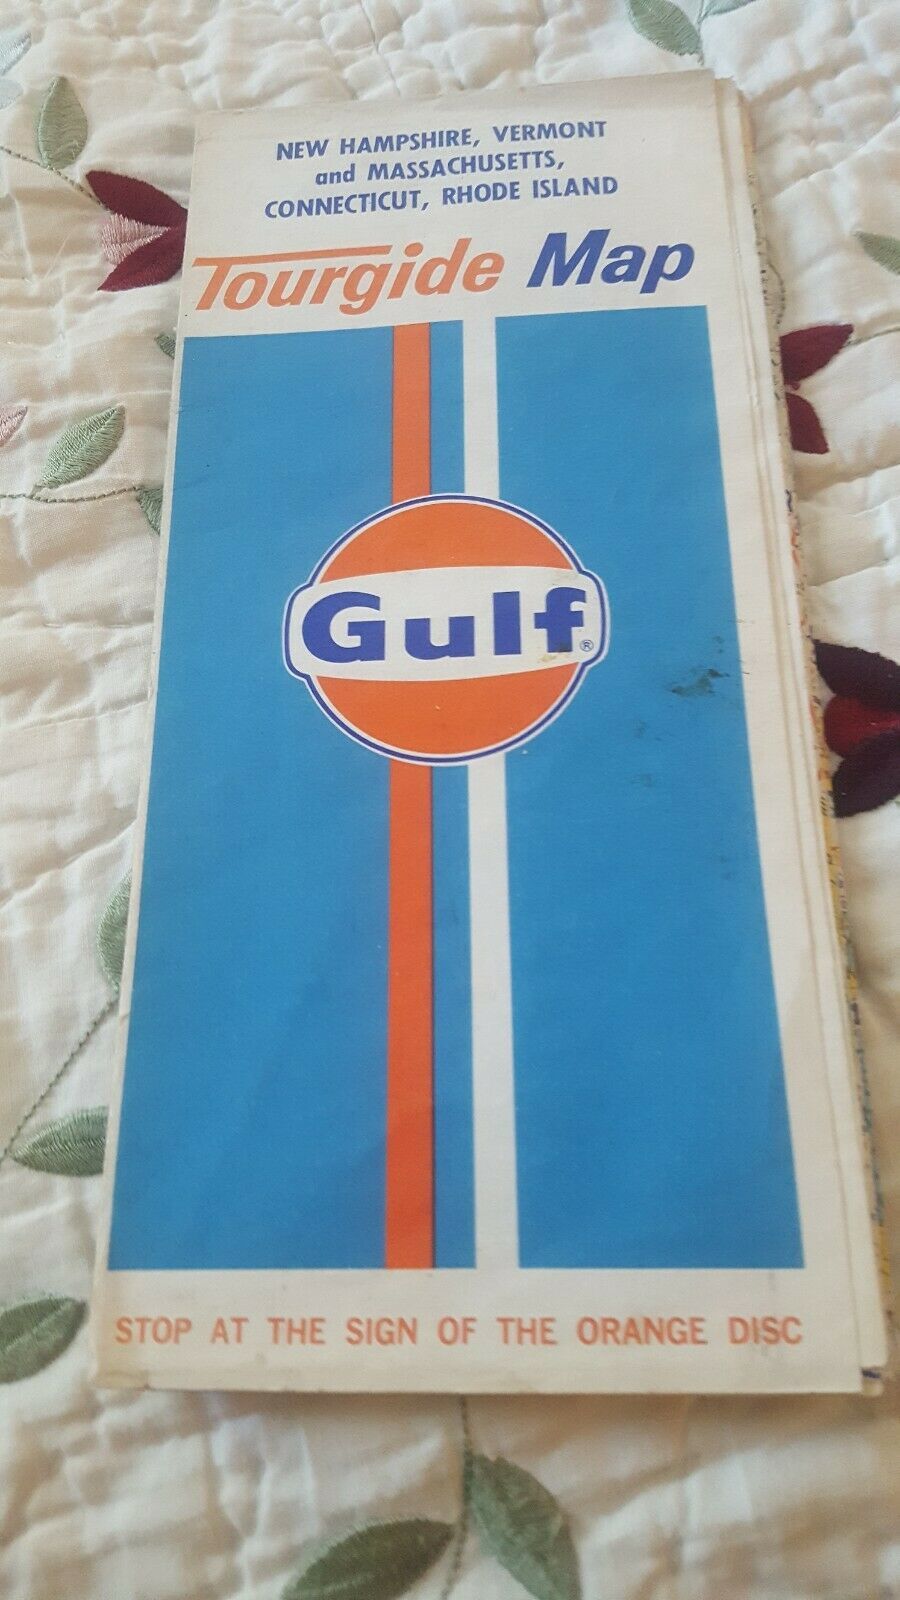 NEW HAMPSHIRE, VERMONT
and MASSACHUSETTS,
CONNECTICUT, RHODE ISLAND
Tourgide Map
Gulf®
STOP AT THE SIGN OF THE ORANGE DISC